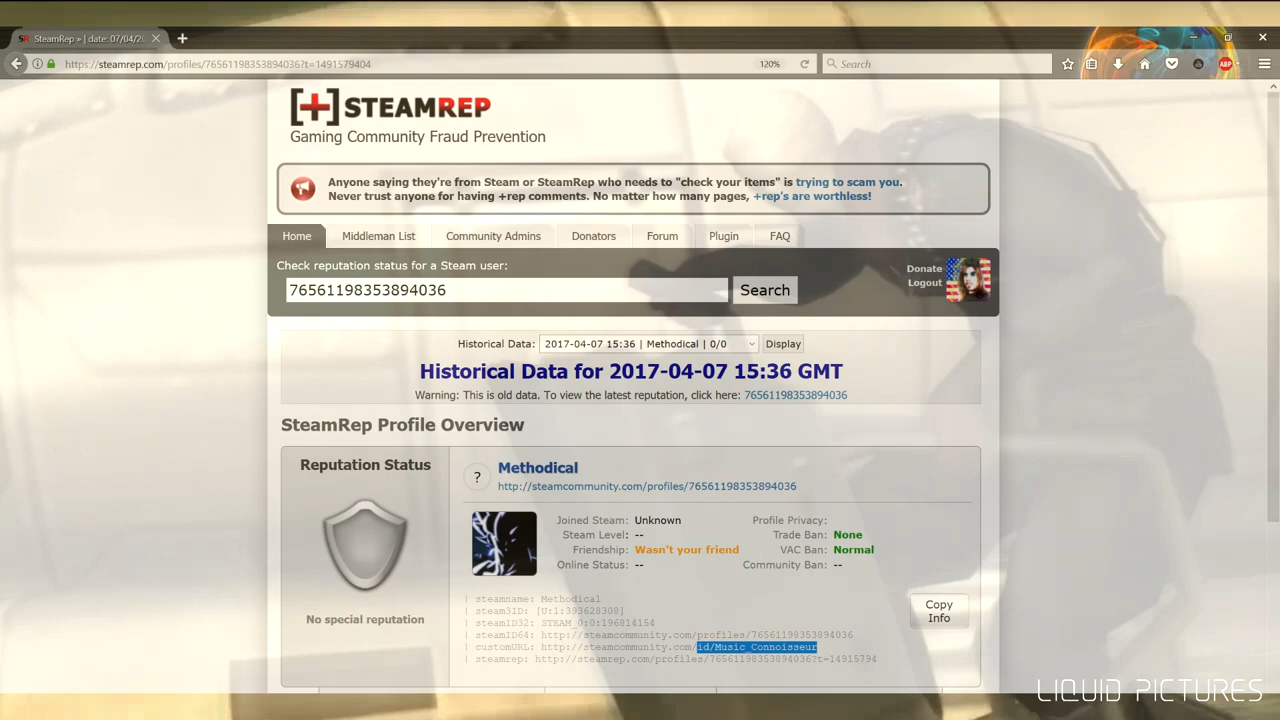 SteamRep » | date: 07/04/20
https://steamrep.com/profiles/76561198353894036?t=1491579404
120%
Search
ABP
[+] STEAMREP
Gaming Community Fraud Prevention
Anyone saying they're from Steam or SteamRep who needs to "check your items" is trying to scam you.
Never trust anyone for having +rep comments. No matter how many pages, +rep's are worthless!
Home Middleman List Community Admins Donators Forum Plugin FAQ
Check reputation status for a Steam user:
Donate
Logout
76561198353894036 Search
Historical Data: 2017-04-07 15:36 | Methodical | 0/0 Display
Historical Data for 2017-04-07 15:36 GMT
Warning: This is old data. To view the latest reputation, click here: 76561198353894036
SteamRep Profile Overview
Reputation Status
No special reputation
?
Methodical
http://steamcommunity.com/profiles/76561198353894036
Joined Steam: Unknown Profile Privacy:
Steam Level: -- Trade Ban: None
Friendship: Wasn't your friend VAC Ban: Normal
Online Status: -- Community Ban: --
| steamname: Methodical
| steam3ID: [U:1:393628308]
| steamID32: STEAM_0:0:196814154
| steamID64: http://steamcommunity.com/profiles/76561198353894036
| customURL: http://steamcommunity.com/id/Music_Connoisseur
| steamrep: http://steamrep.com/profiles/76561198353894036?t=14915794
Copy
Info
LIQUID PICTURES